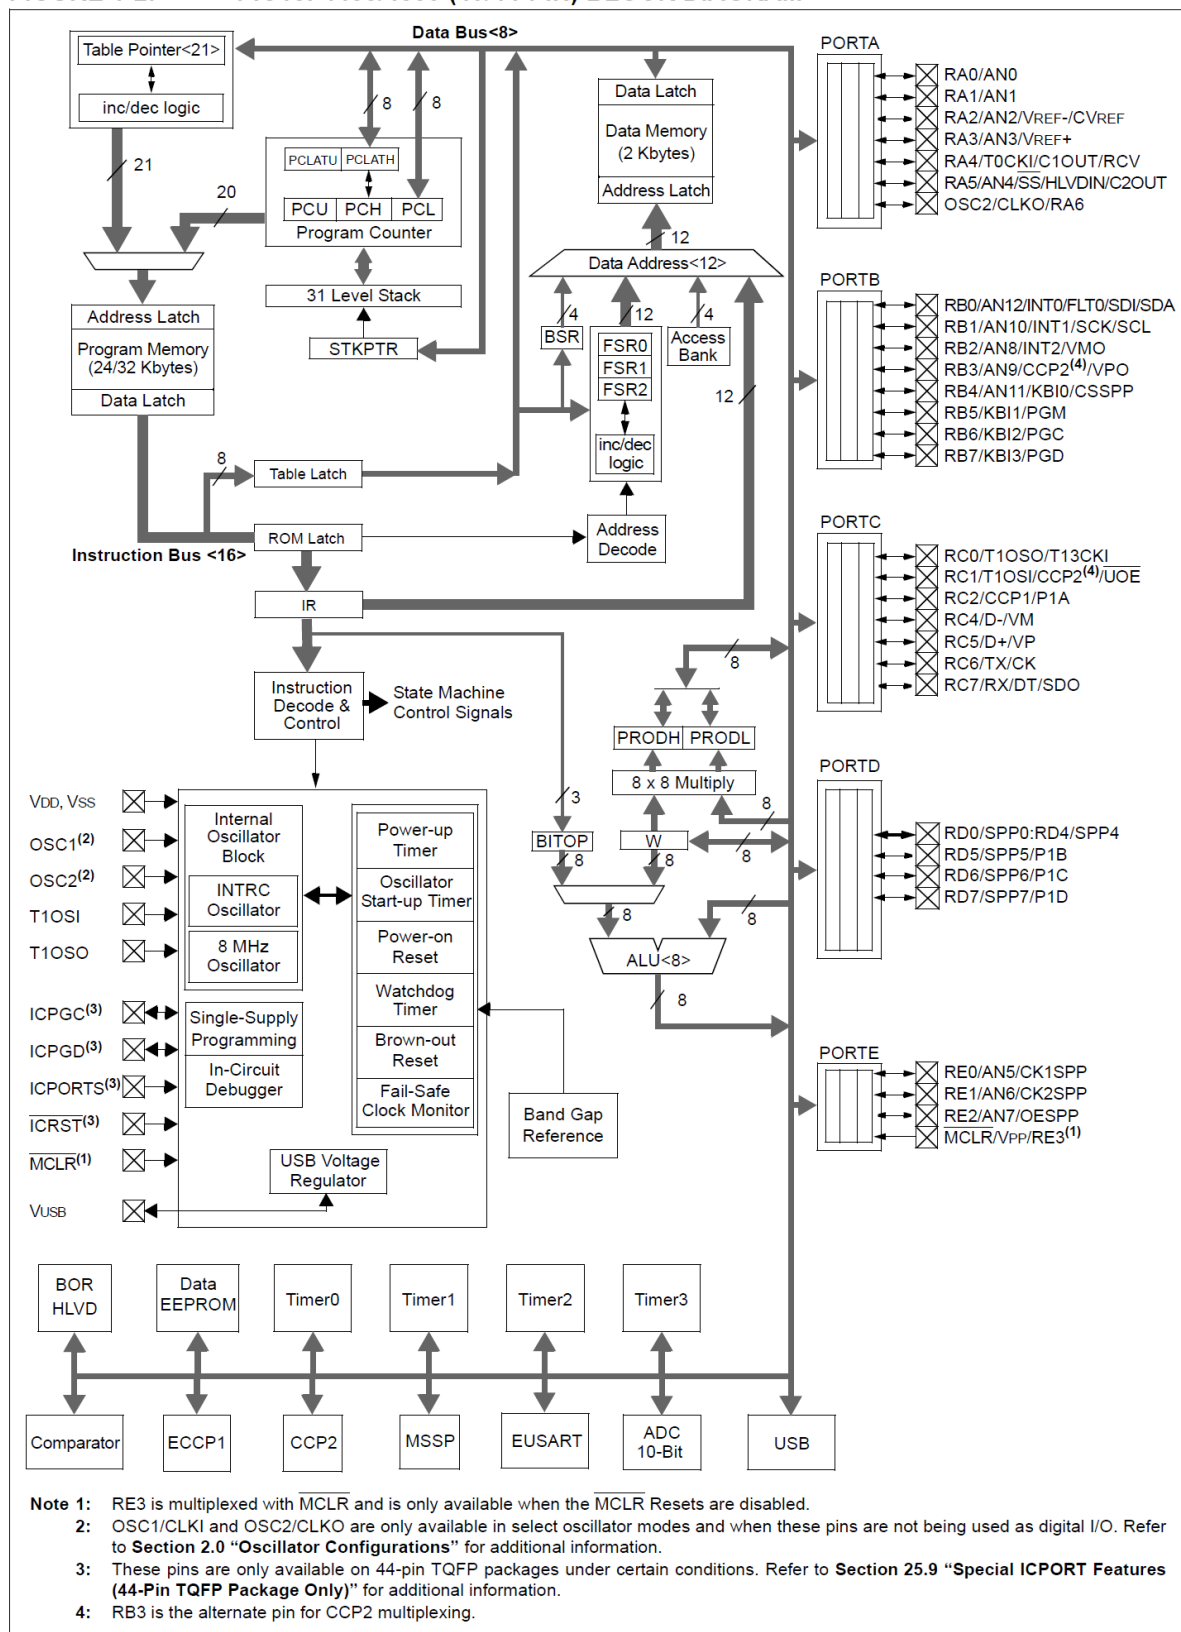 Data Bus<8>
Table Pointer<21>
inc/dec logic
21
20
8
8
PCLATU PCLATH
PCU PCH PCL
Program Counter
31 Level Stack
STKPTR
Address Latch
Program Memory
(24/32 Kbytes)
Data Latch
8
Table Latch
Instruction Bus <16>
ROM Latch
IR
Instruction
Decode &
Control
State Machine
Control Signals
Data Latch
Data Memory
(2 Kbytes)
Address Latch
12
Data Address<12>
4
12
4
BSR
FSR0
FSR1
FSR2
Access
Bank
12
inc/dec
logic
Address
Decode
8
PRODH PRODL
8 x 8 Multiply
3
8
BITOP
W
8
8
8
8
8
ALU<8>
8
VDD, VSS
OSC1(2)
OSC2(2)
T1OSI
T1OSO
ICPGC(3)
ICPGD(3)
ICPORTS(3)
ICRST(3)
MCLR(1)
VUSB
Internal
Oscillator
Block
INTRC
Oscillator
8 MHz
Oscillator
Single-Supply
Programming
In-Circuit
Debugger
Power-up
Timer
Oscillator
Start-up Timer
Power-on
Reset
Watchdog
Timer
Brown-out
Reset
Fail-Safe
Clock Monitor
Band Gap
Reference
USB Voltage
Regulator
PORTA
RA0/AN0
RA1/AN1
RA2/AN2/VREF-/CVREF
RA3/AN3/VREF+
RA4/T0CKI/C1OUT/RCV
RA5/AN4/SS/HLVDIN/C2OUT
OSC2/CLKO/RA6
PORTB
RB0/AN12/INT0/FLT0/SDI/SDA
RB1/AN10/INT1/SCK/SCL
RB2/AN8/INT2/VMO
RB3/AN9/CCP2(4)/VPO
RB4/AN11/KBI0/CSSPP
RB5/KBI1/PGM
RB6/KBI2/PGC
RB7/KBI3/PGD
PORTC
RC0/T1OSO/T13CKI
RC1/T1OSI/CCP2(4)/UOE
RC2/CCP1/P1A
RC4/D-/VM
RC5/D+/VP
RC6/TX/CK
RC7/RX/DT/SDO
PORTD
RD0/SPP0:RD4/SPP4
RD5/SPP5/P1B
RD6/SPP6/P1C
RD7/SPP7/P1D
PORTE
RE0/AN5/CK1SPP
RE1/AN6/CK2SPP
RE2/AN7/OESPP
MCLR/VPP/RE3(1)
BOR
HLVD
Data
EEPROM
Timer0
Timer1
Timer2
Timer3
Comparator
ECCP1
CCP2
MSSP
EUSART
ADC
10-Bit
USB
Note 1: RE3 is multiplexed with MCLR and is only available when the MCLR Resets are disabled.
2: OSC1/CLKI and OSC2/CLKO are only available in select oscillator modes and when these pins are not being used as digital I/O. Refer
to Section 2.0 “Oscillator Configurations” for additional information.
3: These pins are only available on 44-pin TQFP packages under certain conditions. Refer to Section 25.9 “Special ICPORT Features
(44-Pin TQFP Package Only)” for additional information.
4: RB3 is the alternate pin for CCP2 multiplexing.